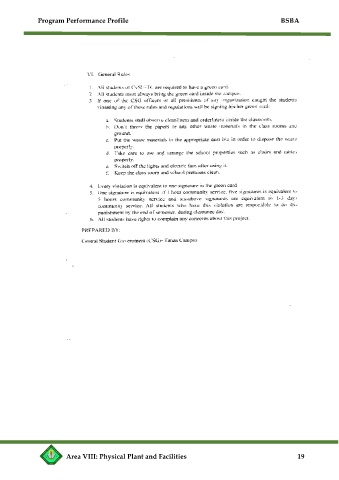 Program Performance Profile BSBA
VI. General Rules
1. All students of CvSU-TC are required to have a green card.
2. All students must always bring the green card inside the campus.
3. If one of the CSG officers or all presidents of any organization caught the students
violating any of these rules and regulations will be signing his/her green card:
a. Students shall observe cleanliness and orderliness inside the classroom.
b. Don't throw the papers or any other waste materials in the class rooms and
ground.
c. Put the waste materials in the appropriate dust bin in order to dispose the waste
properly.
d. Take care to use and arrange the school properties such as chairs and tables
properly.
e. Switch off the lights and electric fans after using it.
f. Keep the class room and school premises clean.
4. Every violation is equivalent to one signature in the green card.
5. One signature is equivalent of 1 hour community service, five signatures is equivalent to
5 hours community service and six-above signatures are equivalent to 1-3 days
community service. All students who have this violation are responsible to do the
punishment by the end of semester, during clearance day.
6. All students have rights to complain any concerns about this project.
PREPARED BY:
Central Student Government (CSG) - Tanza Campus
Area VIII: Physical Plant and Facilities 19